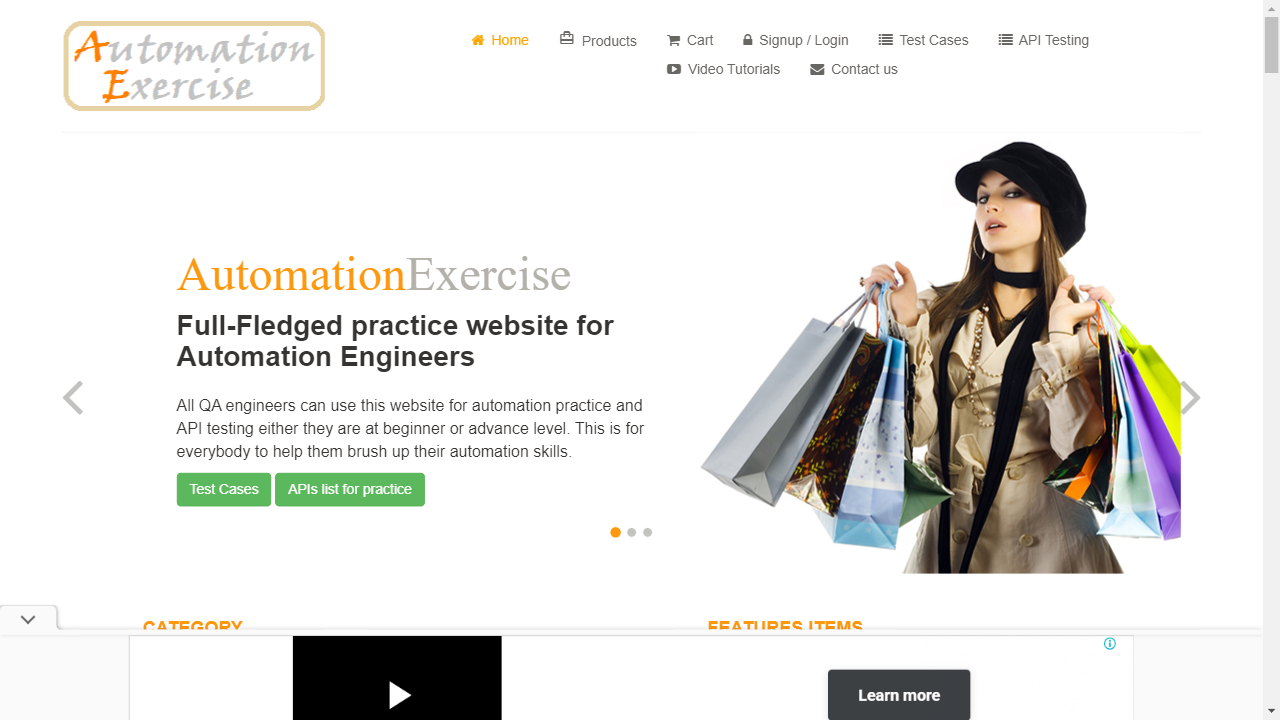 Automation
Exercise
Home
Products
Cart
Signup / Login
Test Cases
API Testing
Video Tutorials
Contact us
AutomationExercise
Full-Fledged practice website for
Automation Engineers
All QA engineers can use this website for automation practice and
API testing either they are at beginner or advance level. This is for
everybody to help them brush up their automation skills.
Test Cases
APIs list for practice
CATEGORY
FEATURES ITEMS
Learn more